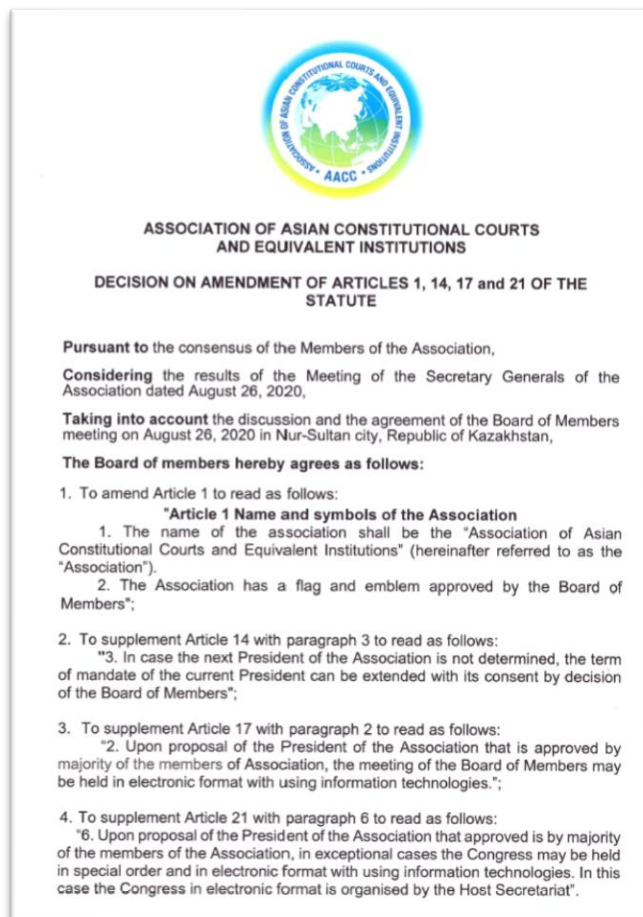 ASSOCIATION OF ASIAN CONSTITUTIONAL COURTS AND EQUIVALENT INSTITUTIONS
• AACC •
ASSOCIATION OF ASIAN CONSTITUTIONAL COURTS
AND EQUIVALENT INSTITUTIONS
DECISION ON AMENDMENT OF ARTICLES 1, 14, 17 and 21 OF THE
STATUTE
Pursuant to the consensus of the Members of the Association,
Considering the results of the Meeting of the Secretary Generals of the
Association dated August 26, 2020,
Taking into account the discussion and the agreement of the Board of Members
meeting on August 26, 2020 in Nur-Sultan city, Republic of Kazakhstan,
The Board of members hereby agrees as follows:
1. To amend Article 1 to read as follows:
"Article 1 Name and symbols of the Association
1. The name of the association shall be the "Association of Asian
Constitutional Courts and Equivalent Institutions" (hereinafter referred to as the
"Association").
2. The Association has a flag and emblem approved by the Board of
Members";
2. To supplement Article 14 with paragraph 3 to read as follows:
"3. In case the next President of the Association is not determined, the term
of mandate of the current President can be extended with its consent by decision
of the Board of Members";
3. To supplement Article 17 with paragraph 2 to read as follows:
"2. Upon proposal of the President of the Association that is approved by
majority of the members of Association, the meeting of the Board of Members may
be held in electronic format with using information technologies.";
4. To supplement Article 21 with paragraph 6 to read as follows:
"6. Upon proposal of the President of the Association that approved is by majority
of the members of the Association, in exceptional cases the Congress may be held
in special order and in electronic format with using information technologies. In this
case the Congress in electronic format is organised by the Host Secretariat".